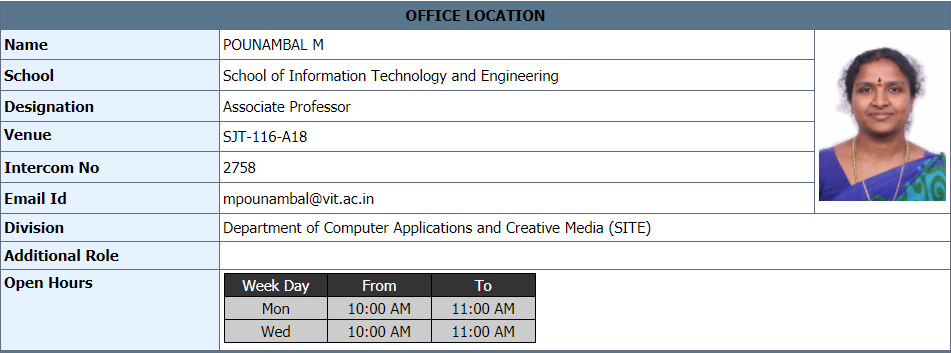 OFFICE LOCATION
Name POUNAMBAL M
School School of Information Technology and Engineering
Designation Associate Professor
Venue SJT-116-A18
Intercom No 2758
Email Id mpounambal@vit.ac.in
Division Department of Computer Applications and Creative Media (SITE)
Additional Role
Open Hours
Week Day From To
Mon 10:00 AM 11:00 AM
Wed 10:00 AM 11:00 AM